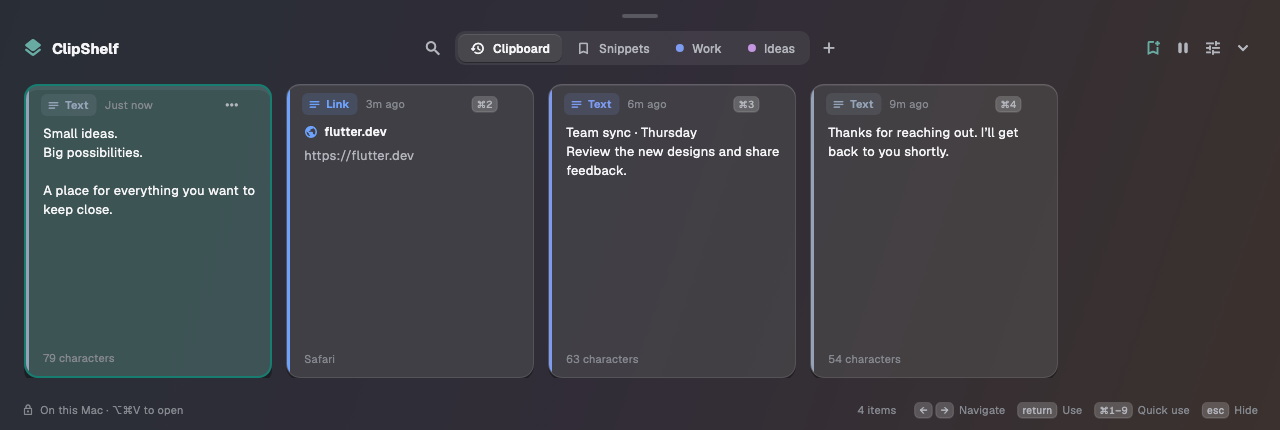 ClipShelf
Clipboard
Snippets
Work
Ideas
Text Just now
Small ideas.
Big possibilities.
A place for everything you want to
keep close.
79 characters
Link 3m ago ⌘2
flutter.dev
https://flutter.dev
Safari
Text 6m ago ⌘3
Team sync · Thursday
Review the new designs and share
feedback.
63 characters
Text 9m ago ⌘4
Thanks for reaching out. I'll get
back to you shortly.
54 characters
On this Mac · ⌥⌘V to open
4 items ← → Navigate return Use ⌘1–9 Quick use esc Hide